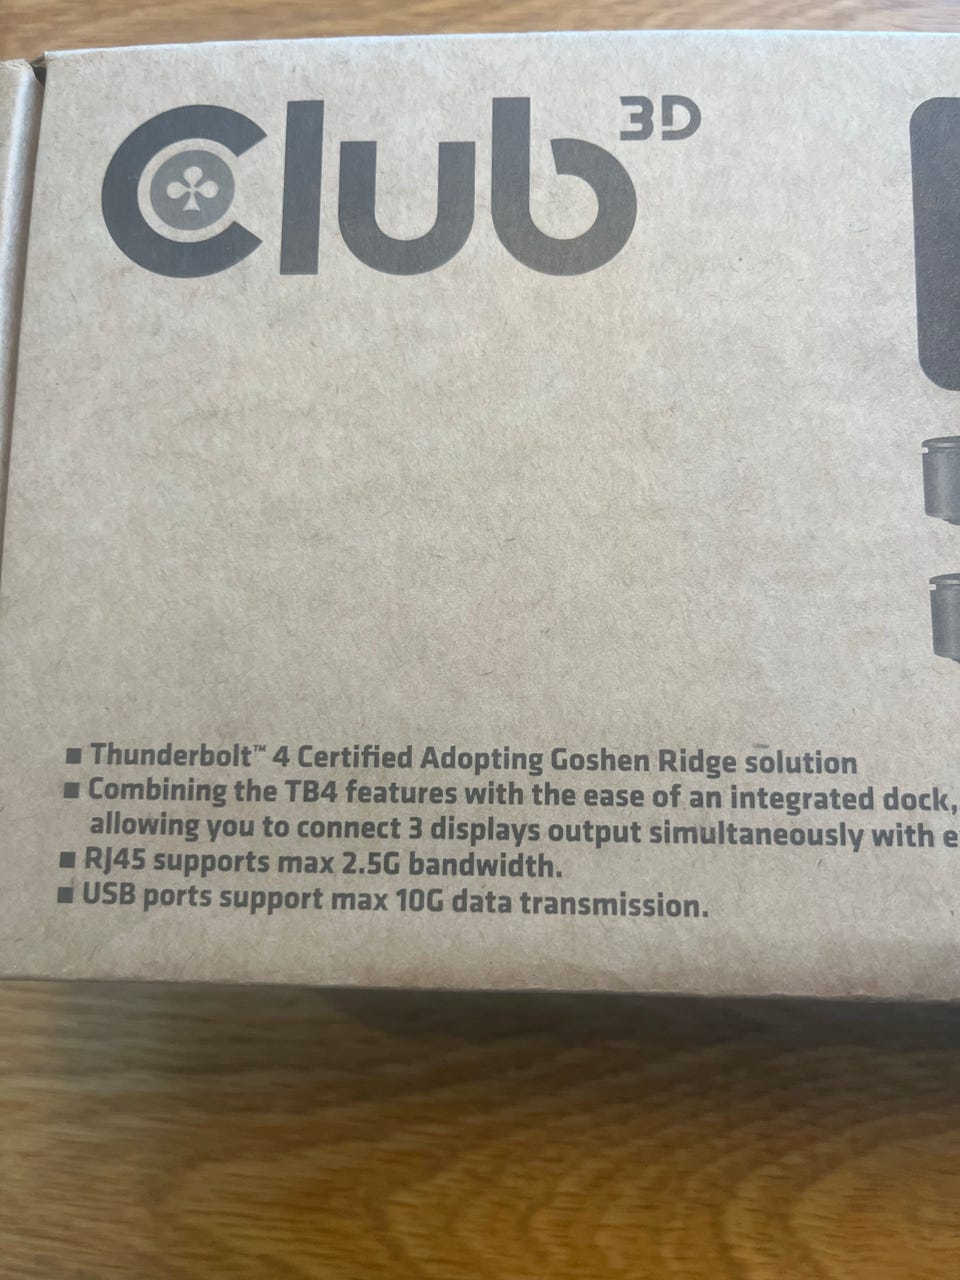 Club 3D
■ Thunderbolt™ 4 Certified Adopting Goshen Ridge solution
■ Combining the TB4 features with the ease of an integrated dock,
allowing you to connect 3 displays output simultaneously with
■ RJ45 supports max 2.5G bandwidth.
■ USB ports support max 10G data transmission.